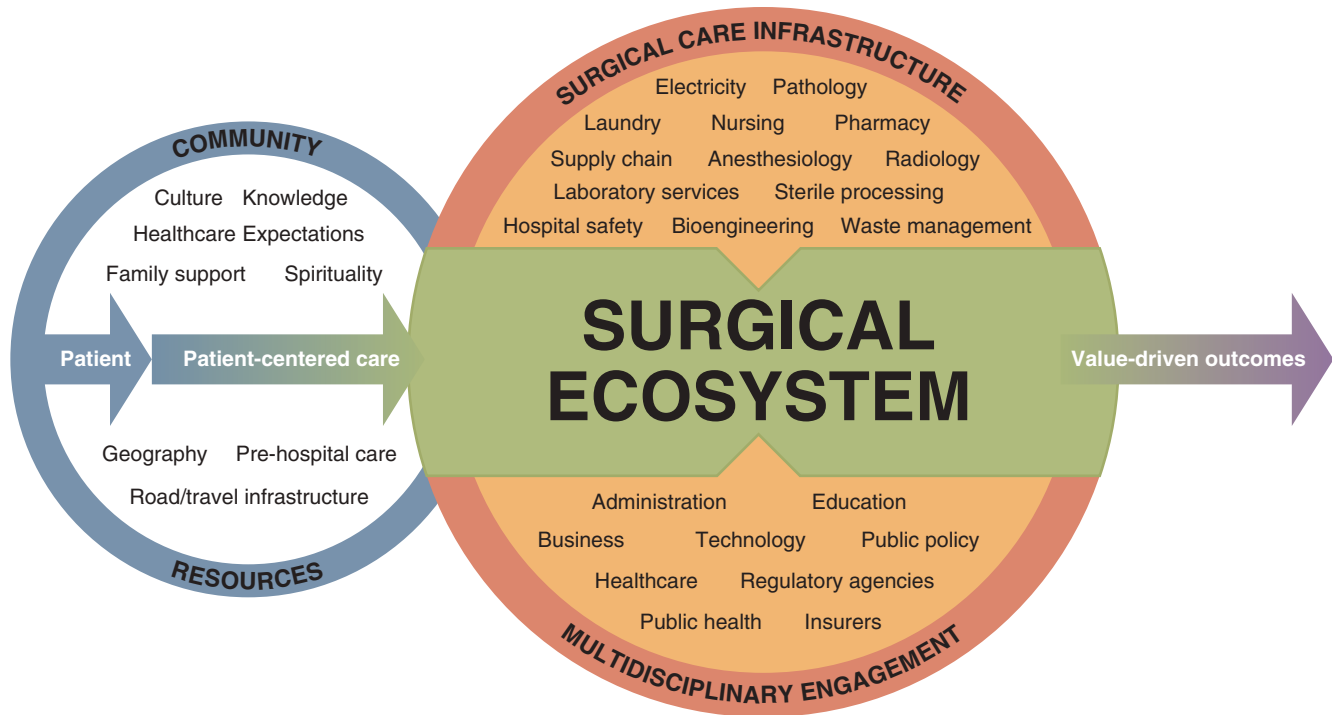 COMMUNITY
Culture Knowledge
Healthcare Expectations
Family support Spirituality
Patient
Patient-centered care
Geography Pre-hospital care
Road/travel infrastructure
RESOURCES
SURGICAL CARE INFRASTRUCTURE
Electricity Pathology
Laundry Nursing Pharmacy
Supply chain Anesthesiology Radiology
Laboratory services Sterile processing
Hospital safety Bioengineering Waste management
SURGICAL
ECOSYSTEM
Value-driven outcomes
Administration Education
Business Technology Public policy
Healthcare Regulatory agencies
Public health Insurers
MULTIDISCIPLINARY ENGAGEMENT